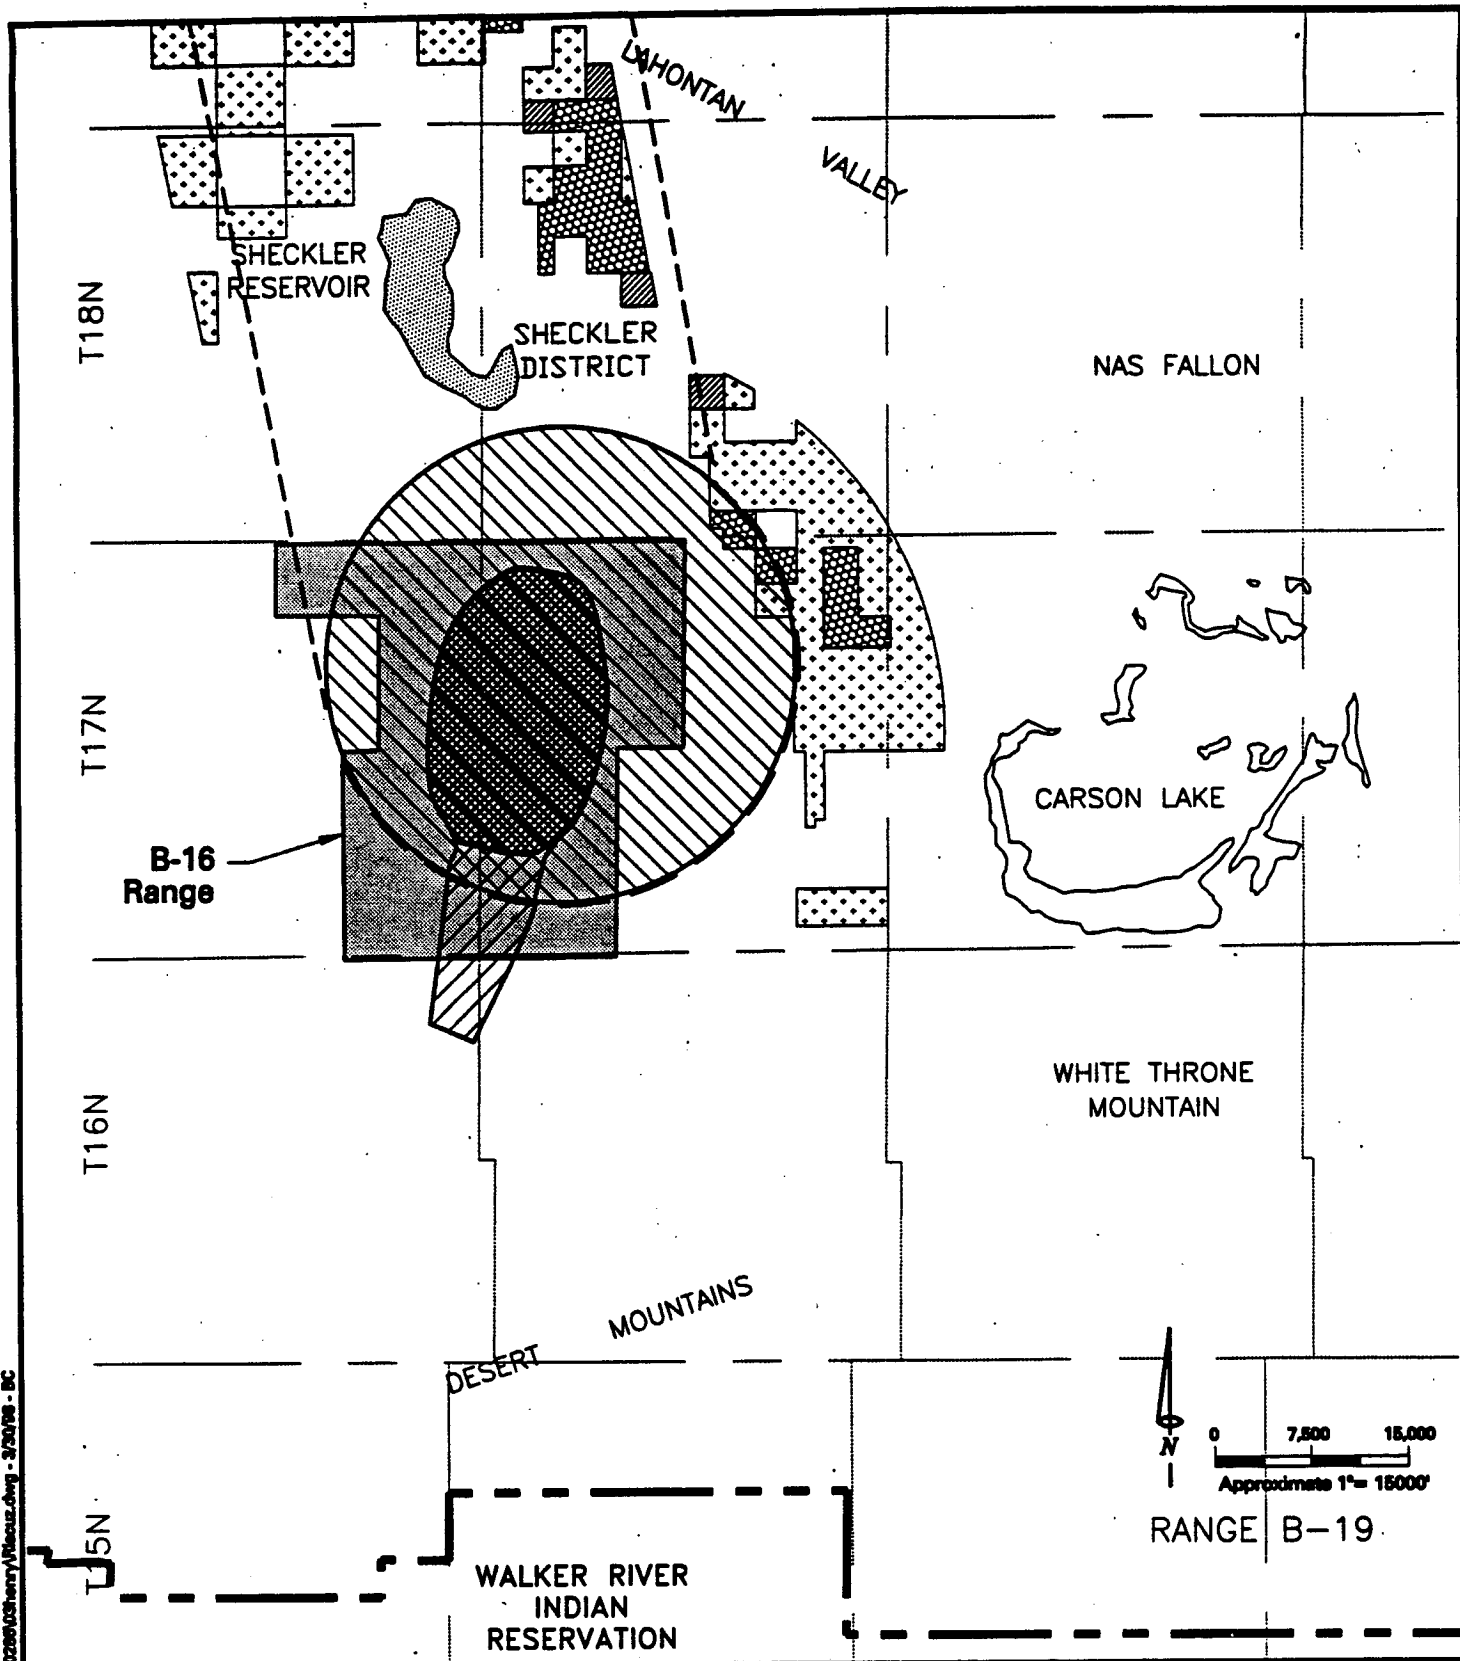 LAHONTAN
VALLEY
SHECKLER
RESERVOIR
T18N
SHECKLER
DISTRICT
NAS FALLON
T17N
CARSON LAKE
B-16
Range
WHITE THRONE
MOUNTAIN
T16N
DESERT MOUNTAINS
N
0 7,500 15,000
Approximate 1"= 15000'
RANGE B-19
T15N
WALKER RIVER
INDIAN
RESERVATION